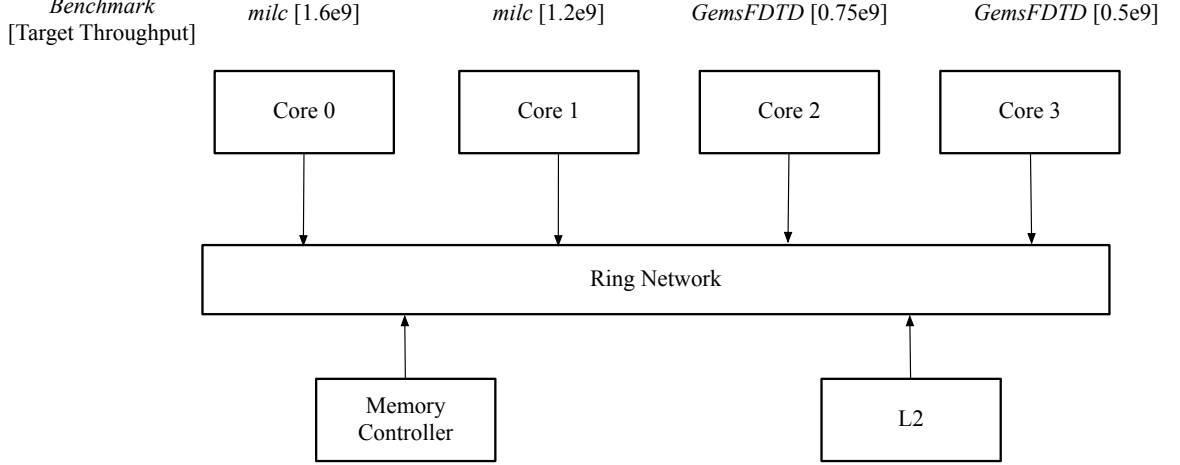 Benchmark milc [1.6e9] milc [1.2e9] GemsFDTD [0.75e9] GemsFDTD [0.5e9]
[Target Throughput]
Core 0 Core 1 Core 2 Core 3
Ring Network
Memory
Controller
L2